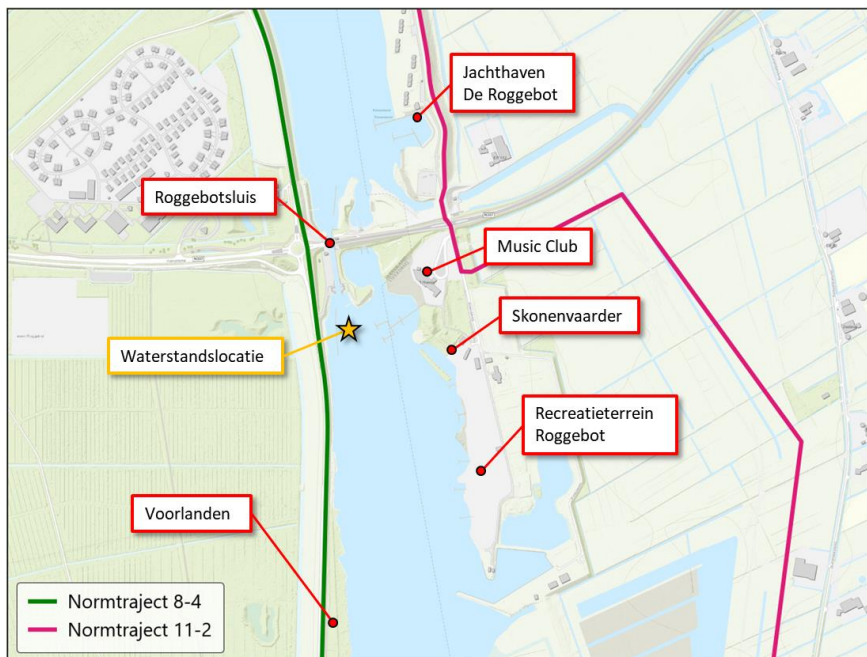 Jachthaven
De Roggebot
Roggebotsluis
Music Club
Skonenvaarder
Waterstandslocatie
Recreatieterrein
Roggebot
Voorlanden
Normtraject 8-4
Normtraject 11-2